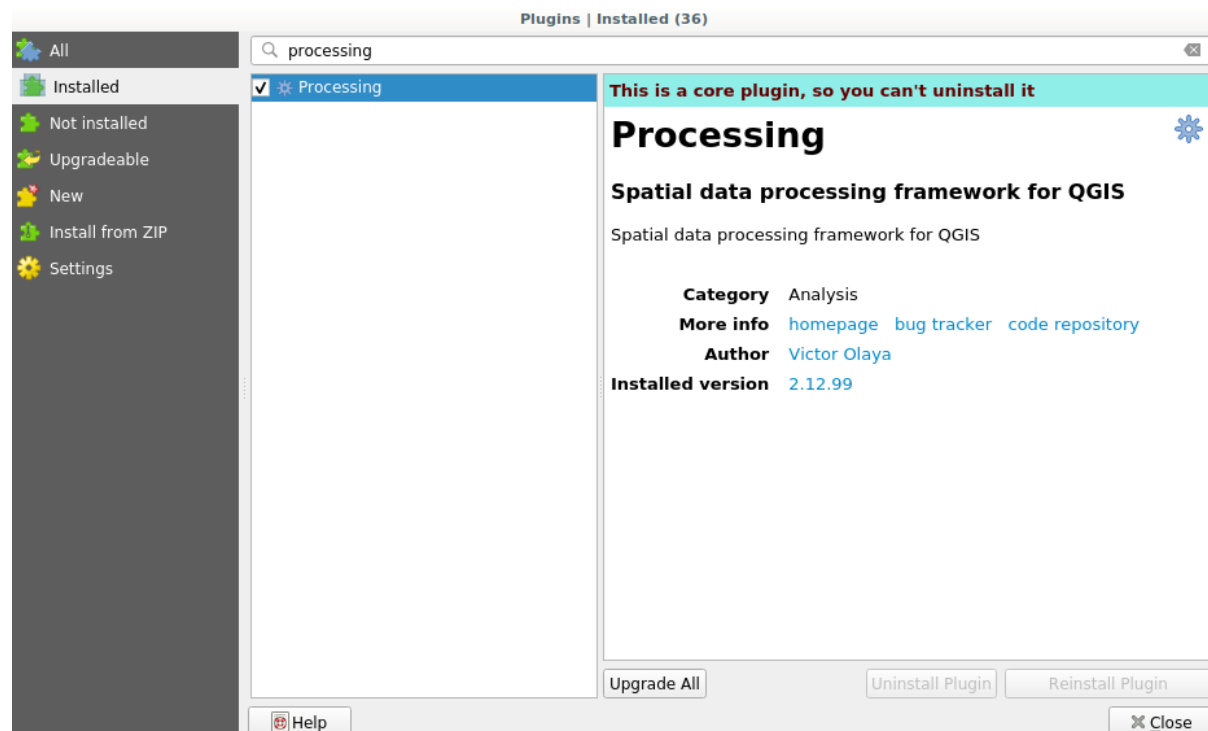 Plugins | Installed (36)
All
Installed
Not installed
Upgradeable
New
Install from ZIP
Settings
processing
Processing
This is a core plugin, so you can't uninstall it
Processing
Spatial data processing framework for QGIS
Spatial data processing framework for QGIS
Category Analysis
More info homepage bug tracker code repository
Author Victor Olaya
Installed version 2.12.99
Upgrade All Uninstall Plugin Reinstall Plugin
Help Close